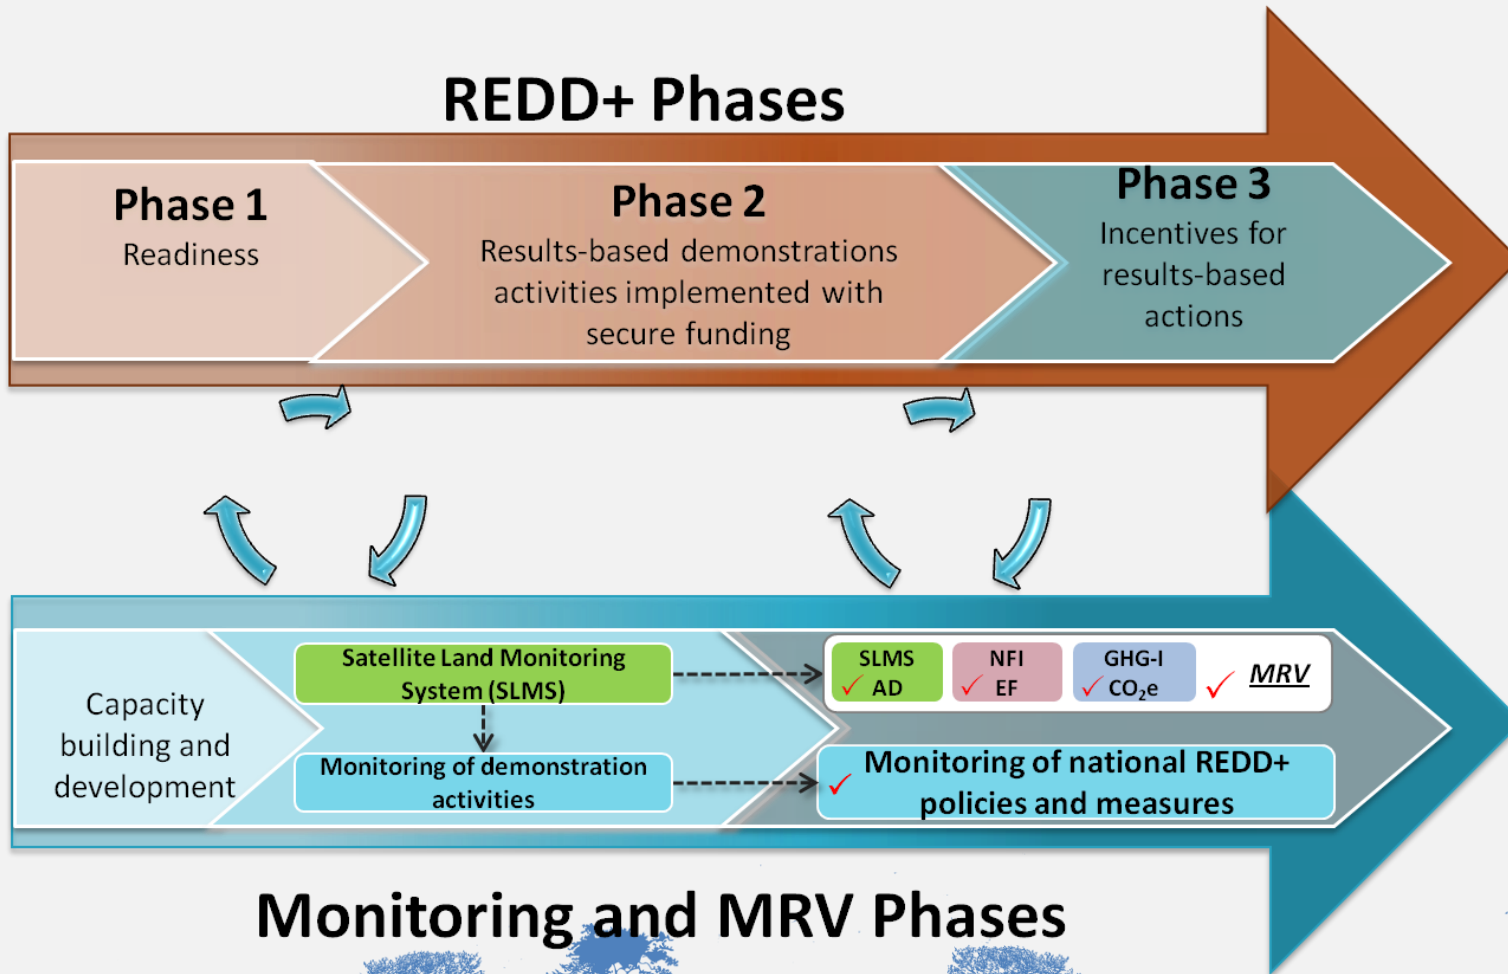 REDD+ Phases
Phase 1
Readiness
Phase 2
Results-based demonstrations
activities implemented with
secure funding
Phase 3
Incentives for
results-based
actions
Capacity
building and
development
Satellite Land Monitoring
System (SLMS)
Monitoring of demonstration
activities
SLMS
✓ AD
NFI
✓ EF
GHG-I
✓ CO₂e
✓ MRV
✓ Monitoring of national REDD+
policies and measures
Monitoring and MRV Phases